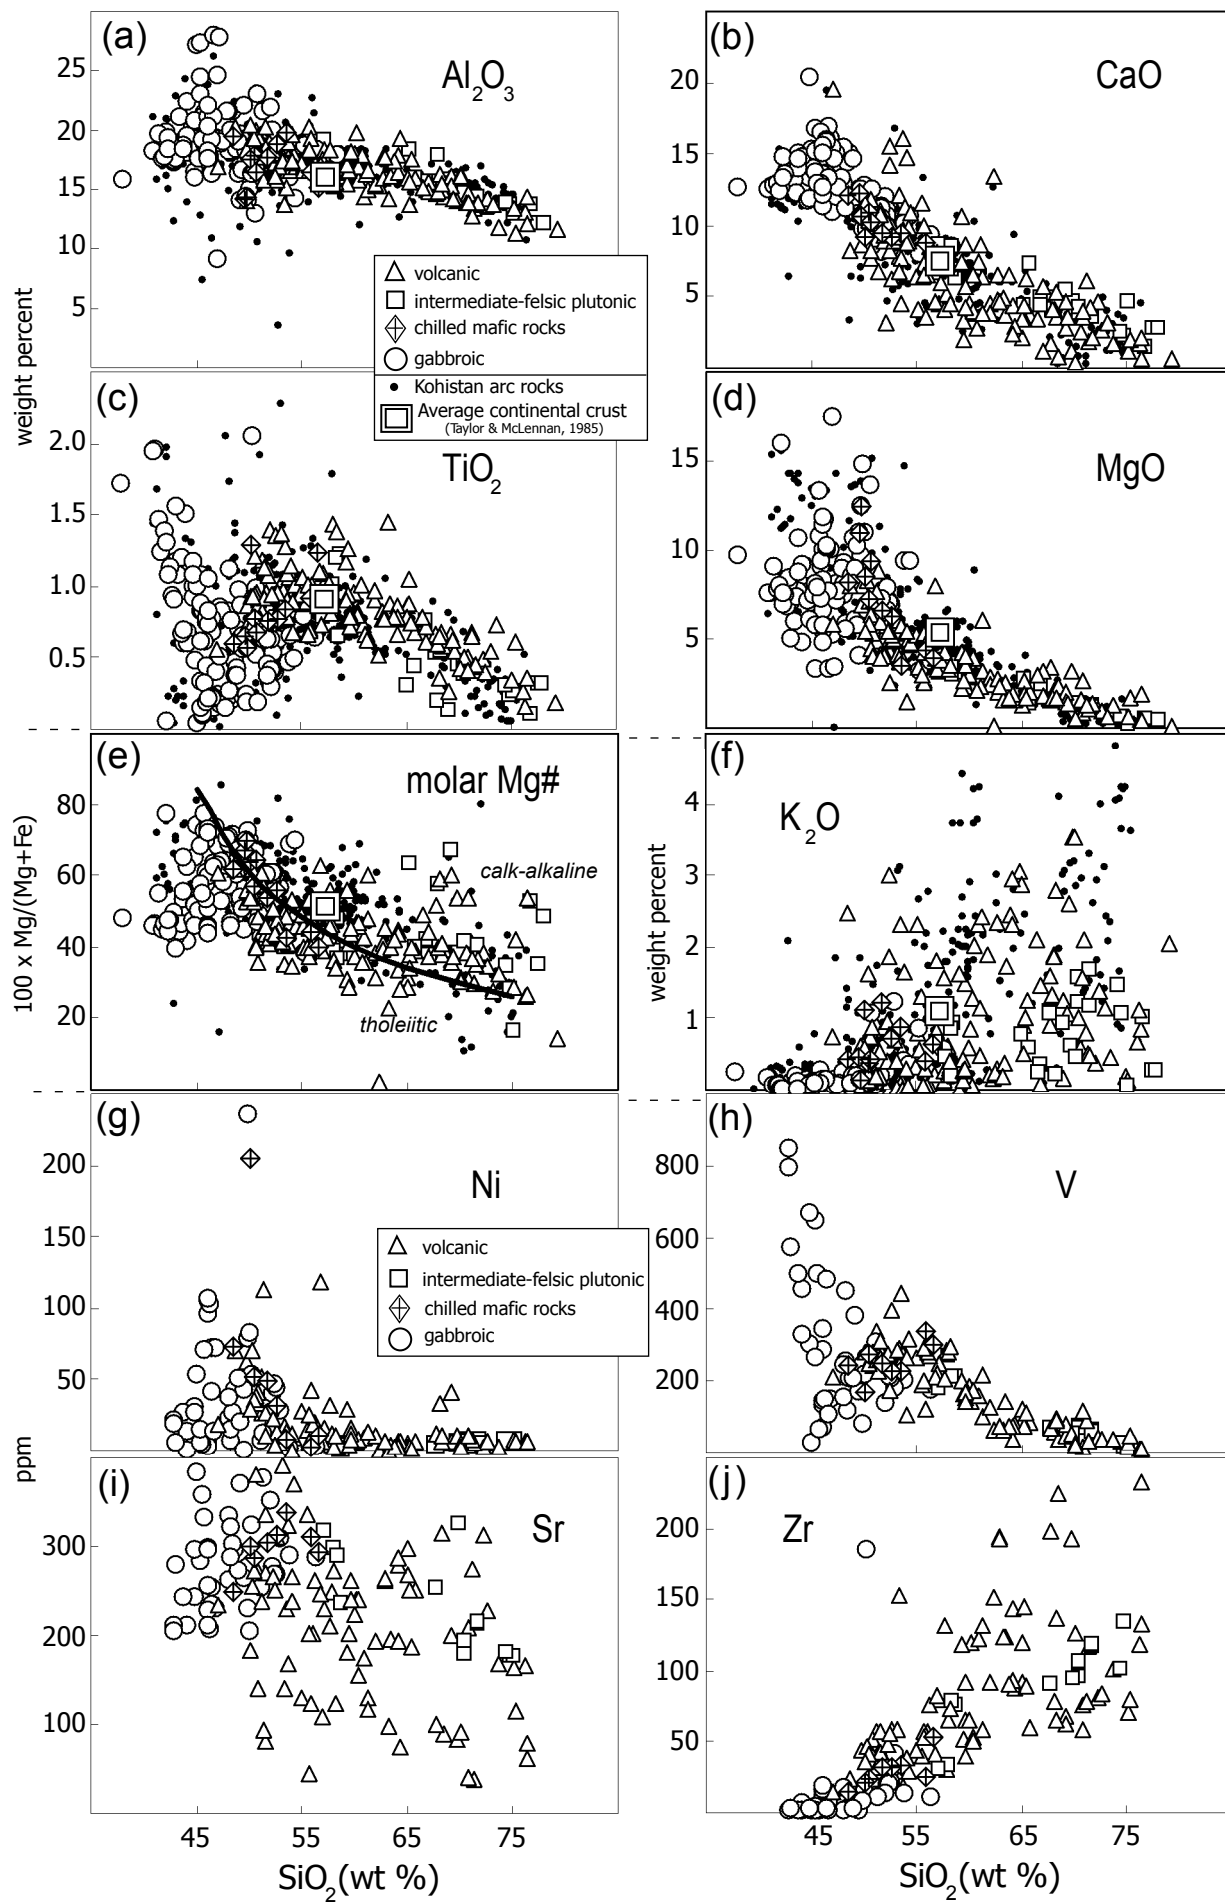 (a)
Al2O3
25
20
15
10
5
weight percent
volcanic
intermediate-felsic plutonic
chilled mafic rocks
gabbroic
Kohistan arc rocks
Average continental crust
(Taylor & McLennan, 1985)
(b)
CaO
20
15
10
5
(c)
TiO2
2.0
1.5
1.0
0.5
(d)
MgO
15
10
5
(e)
molar Mg#
80
60
40
20
100 x Mg/(Mg+Fe)
calk-alkaline
tholeiitic
(f)
K2O
4
3
2
1
weight percent
(g)
Ni
200
150
100
50
ppm
volcanic
intermediate-felsic plutonic
chilled mafic rocks
gabbroic
(h)
V
800
600
400
200
(i)
Sr
300
200
100
45 55 65 75
SiO2(wt %)
(j)
Zr
200
150
100
50
45 55 65 75
SiO2(wt %)